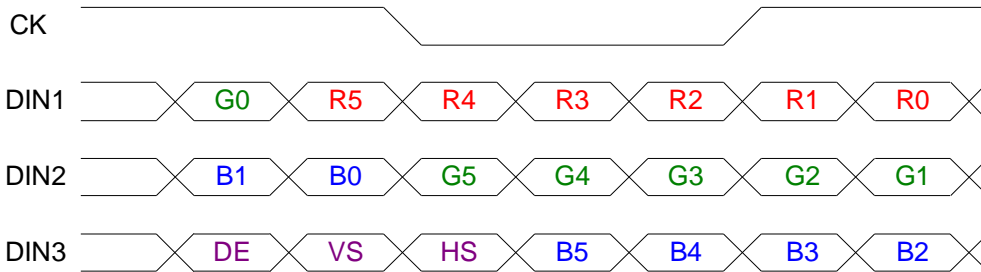 CK
DIN1 G0 R5 R4 R3 R2 R1 R0
DIN2 B1 B0 G5 G4 G3 G2 G1
DIN3 DE VS HS B5 B4 B3 B2